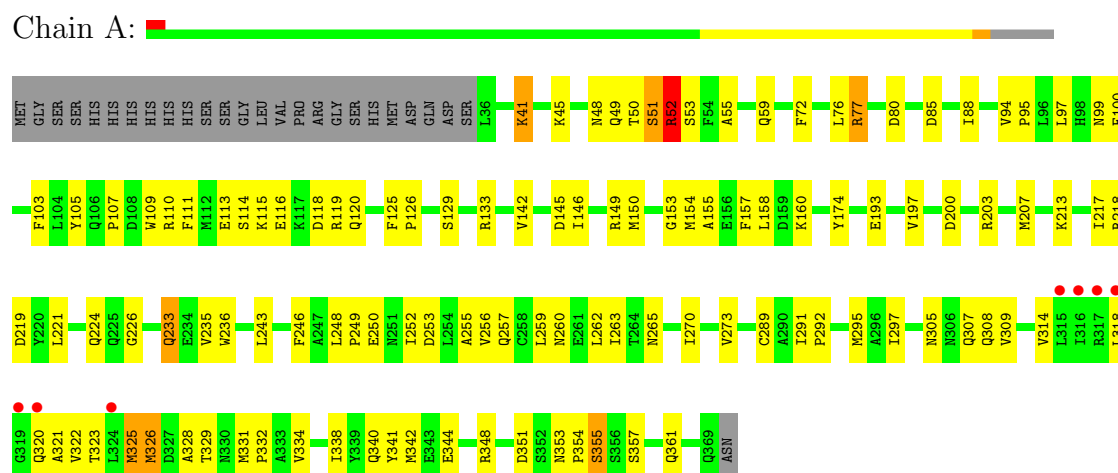 Chain A:
MET GLY SER SER HIS HIS HIS HIS HIS HIS SER SER GLY LEU VAL PRO ARG GLY SER HIS MET ASP GLN ASP SER L36 K41 K45 N48 Q49 T50 S51 R52 S53 F54 A55 Q59 F72 L76 R77 D80 D85 I88 V94 P95 L96 L97 H98 N99
F103 L104 Y105 Q106 P107 D108 W109 R110 F111 M112 E113 S114 K115 E116 K117 D118 R119 Q120 F125 P126 S129 R133 V142 D145 I146 R149 M150 G153 M154 A155 E156 F157 L158 D159 K160 Y174 E193 V197 D200 R203 M207 K213 I217
D219 Y220 L221 Q224 Q225 G226 Q233 E234 V235 W236 L243 F246 A247 L248 P249 E250 N251 I252 D253 L254 A255 V256 Q257 C258 L259 N260 E261 L262 I263 T264 N265 I270 V273 C289 A290 I291 P292 M295 A296 I297 N305 N306 Q307 Q308 V309 V314 L315 I316 R317
G319 Q320 A321 V322 T323 L324 M325 M326 D327 A328 T329 N330 M331 P332 A333 V334 I338 Y339 Q340 Y341 M342 E343 E344 R348 D351 S352 N353 P354 S355 S356 S357 Q361 Q369 ASN